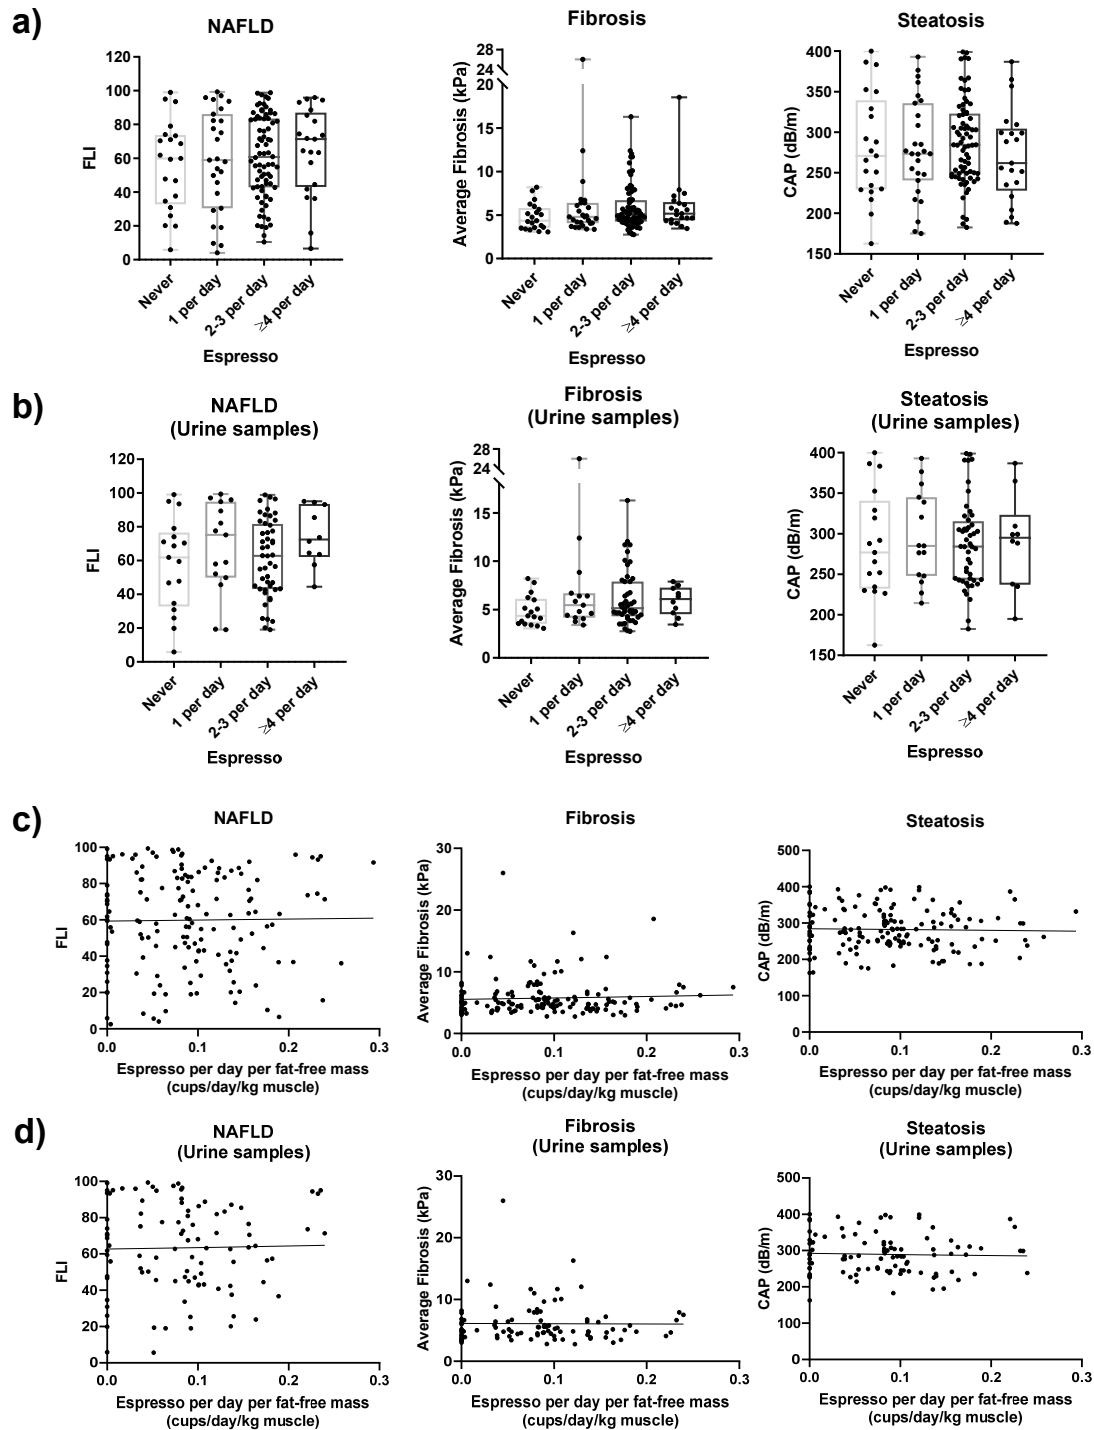 a)
NAFLD
FLI
120
100
80
60
40
20
0
Never
1 per day
2-3 per day
≥4 per day
Espresso
Fibrosis
Average Fibrosis (kPa)
28
24
20
15
10
5
0
Never
1 per day
2-3 per day
≥4 per day
Espresso
Steatosis
CAP (dB/m)
400
350
300
250
200
150
Never
1 per day
2-3 per day
≥4 per day
Espresso
b)
NAFLD
(Urine samples)
FLI
120
100
80
60
40
20
0
Never
1 per day
2-3 per day
≥4 per day
Espresso
Fibrosis
(Urine samples)
Average Fibrosis (kPa)
28
24
15
10
5
0
Never
1 per day
2-3 per day
≥4 per day
Espresso
Steatosis
(Urine samples)
CAP (dB/m)
400
350
300
250
200
150
Never
1 per day
2-3 per day
≥4 per day
Espresso
c)
NAFLD
FLI
100
80
60
40
20
0
0.0 0.1 0.2 0.3
Espresso per day per fat-free mass
(cups/day/kg muscle)
Fibrosis
Average Fibrosis (kPa)
30
20
10
0
0.0 0.1 0.2 0.3
Espresso per day per fat-free mass
(cups/day/kg muscle)
Steatosis
CAP (dB/m)
500
400
300
200
100
0
0.0 0.1 0.2 0.3
Espresso per day per fat-free mass
(cups/day/kg muscle)
d)
NAFLD
(Urine samples)
FLI
100
80
60
40
20
0
0.0 0.1 0.2 0.3
Espresso per day per fat-free mass
(cups/day/kg muscle)
Fibrosis
(Urine samples)
Average Fibrosis (kPa)
30
20
10
0
0.0 0.1 0.2 0.3
Espresso per day per fat-free mass
(cups/day/kg muscle)
Steatosis
(Urine samples)
CAP (dB/m)
500
400
300
200
100
0
0.0 0.1 0.2 0.3
Espresso per day per fat-free mass
(cups/day/kg muscle)